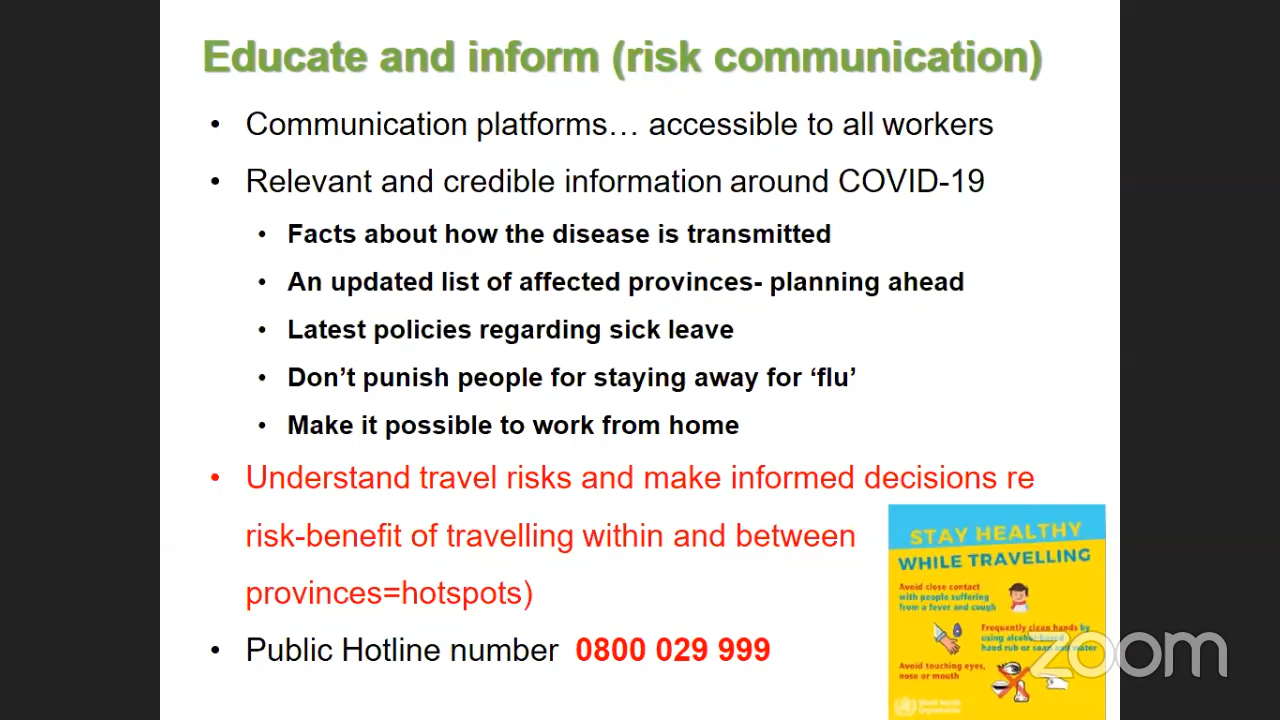 Educate and inform (risk communication)
• Communication platforms… accessible to all workers
• Relevant and credible information around COVID-19
• Facts about how the disease is transmitted
• An updated list of affected provinces- planning ahead
• Latest policies regarding sick leave
• Don’t punish people for staying away for ‘flu’
• Make it possible to work from home
• Understand travel risks and make informed decisions re
risk-benefit of travelling within and between
provinces=hotspots)
• Public Hotline number 0800 029 999
STAY HEALTHY
WHILE TRAVELLING
Avoid close contact
with people suffering
from a fever and cough
Frequently clean hands by
using alcohol-based
hand rub or soap and water
Avoid touching eyes,
nose or mouth
World Health
Organization
zoom